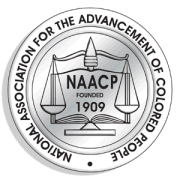 NATIONAL ASSOCIATION FOR THE ADVANCEMENT OF COLORED PEOPLE
NAACP
FOUNDED
1909